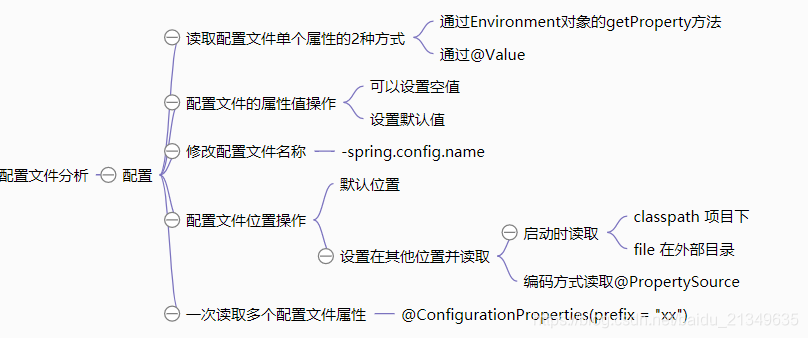 配置文件分析
配置
读取配置文件单个属性的2种方式
通过Environment对象的getProperty方法
通过@Value
配置文件的属性值操作
可以设置空值
设置默认值
修改配置文件名称
-spring.config.name
配置文件位置操作
默认位置
设置在其他位置并读取
启动时读取
classpath 项目下
file 在外部目录
编码方式读取@PropertySource
一次读取多个配置文件属性
@ConfigurationProperties(prefix = "xx")
https://blog.csdn.net/baidu_21349635